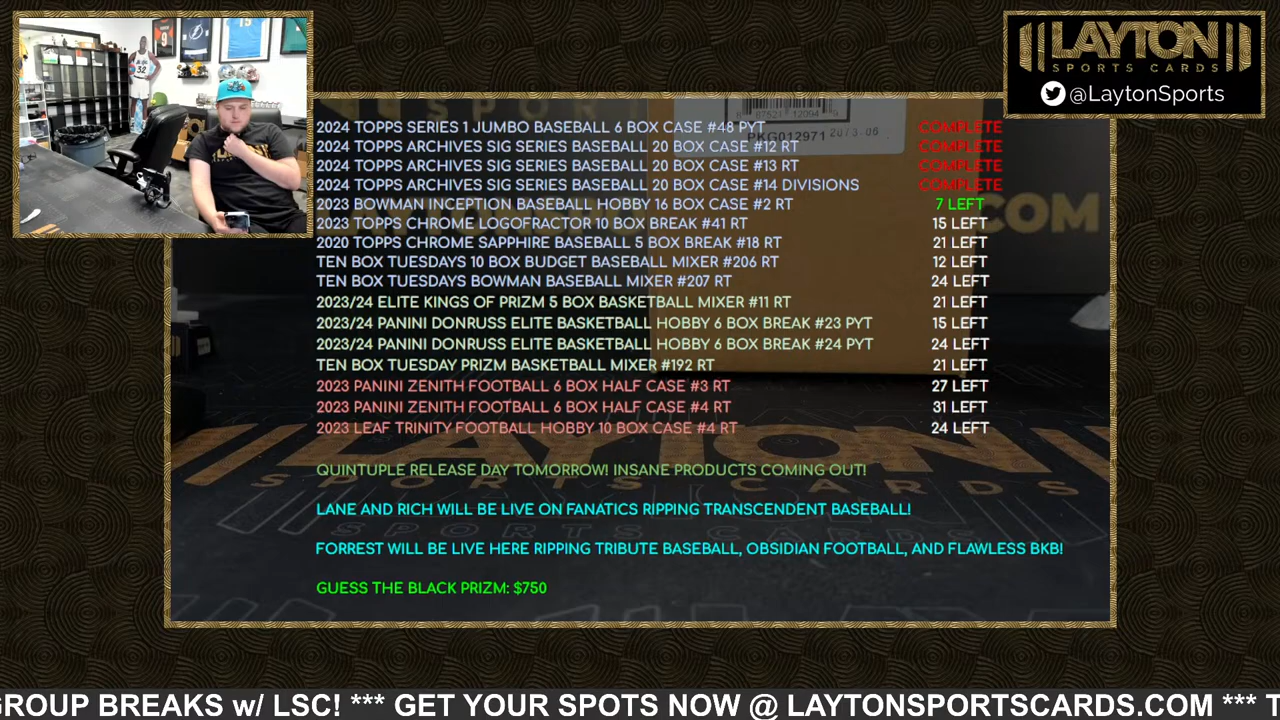 LAYTON
SPORTS CARDS
@LaytonSports
2024 TOPPS SERIES 1 JUMBO BASEBALL 6 BOX CASE #48 PYT COMPLETE
2024 TOPPS ARCHIVES SIG SERIES BASEBALL 20 BOX CASE #12 RT COMPLETE
2024 TOPPS ARCHIVES SIG SERIES BASEBALL 20 BOX CASE #13 RT COMPLETE
2024 TOPPS ARCHIVES SIG SERIES BASEBALL 20 BOX CASE #14 DIVISIONS COMPLETE
2023 BOWMAN INCEPTION BASEBALL HOBBY 16 BOX CASE #2 RT 7 LEFT
2023 TOPPS CHROME LOGOFRACTOR 10 BOX BREAK #41 RT 15 LEFT
2020 TOPPS CHROME SAPPHIRE BASEBALL 5 BOX BREAK #18 RT 21 LEFT
TEN BOX TUESDAYS 10 BOX BUDGET BASEBALL MIXER #206 RT 12 LEFT
TEN BOX TUESDAYS BOWMAN BASEBALL MIXER #207 RT 24 LEFT
2023/24 ELITE KINGS OF PRIZM 5 BOX BASKETBALL MIXER #11 RT 21 LEFT
2023/24 PANINI DONRUSS ELITE BASKETBALL HOBBY 6 BOX BREAK #23 PYT 15 LEFT
2023/24 PANINI DONRUSS ELITE BASKETBALL HOBBY 6 BOX BREAK #24 PYT 24 LEFT
TEN BOX TUESDAY PRIZM BASKETBALL MIXER #192 RT 21 LEFT
2023 PANINI ZENITH FOOTBALL 6 BOX HALF CASE #3 RT 27 LEFT
2023 PANINI ZENITH FOOTBALL 6 BOX HALF CASE #4 RT 31 LEFT
2023 LEAF TRINITY FOOTBALL HOBBY 10 BOX CASE #4 RT 24 LEFT
QUINTUPLE RELEASE DAY TOMORROW! INSANE PRODUCTS COMING OUT!
LANE AND RICH WILL BE LIVE ON FANATICS RIPPING TRANSCENDENT BASEBALL!
FORREST WILL BE LIVE HERE RIPPING TRIBUTE BASEBALL, OBSIDIAN FOOTBALL, AND FLAWLESS BKB!
GUESS THE BLACK PRIZM: $750
PKG012971
.COM
LAYTON
SPORTS CARDS
GROUP BREAKS w/ LSC! *** GET YOUR SPOTS NOW @ LAYTONSPORTSCARDS.COM *** T